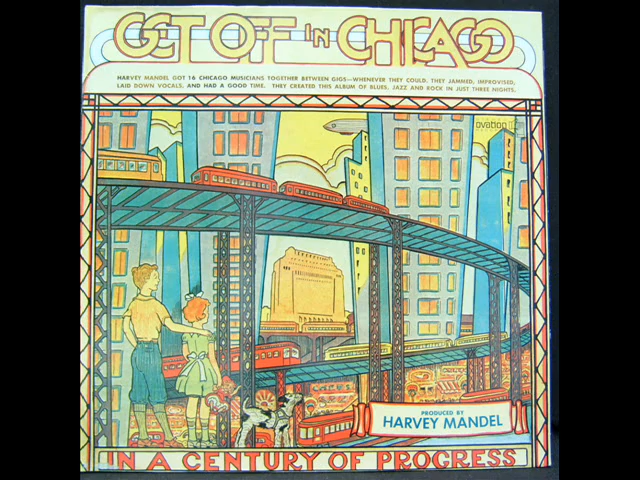 GET OFF IN CHICAGO
HARVEY MANDEL GOT 16 CHICAGO MUSICIANS TOGETHER BETWEEN GIGS—WHENEVER THEY COULD, THEY JAMMED, IMPROVISED,
LAID DOWN VOCALS, AND HAD A GOOD TIME. THEY CREATED THIS ALBUM OF BLUES, JAZZ AND ROCK IN JUST THREE NIGHTS.
ovation
PRODUCED BY
HARVEY MANDEL
IN A CENTURY OF PROGRESS